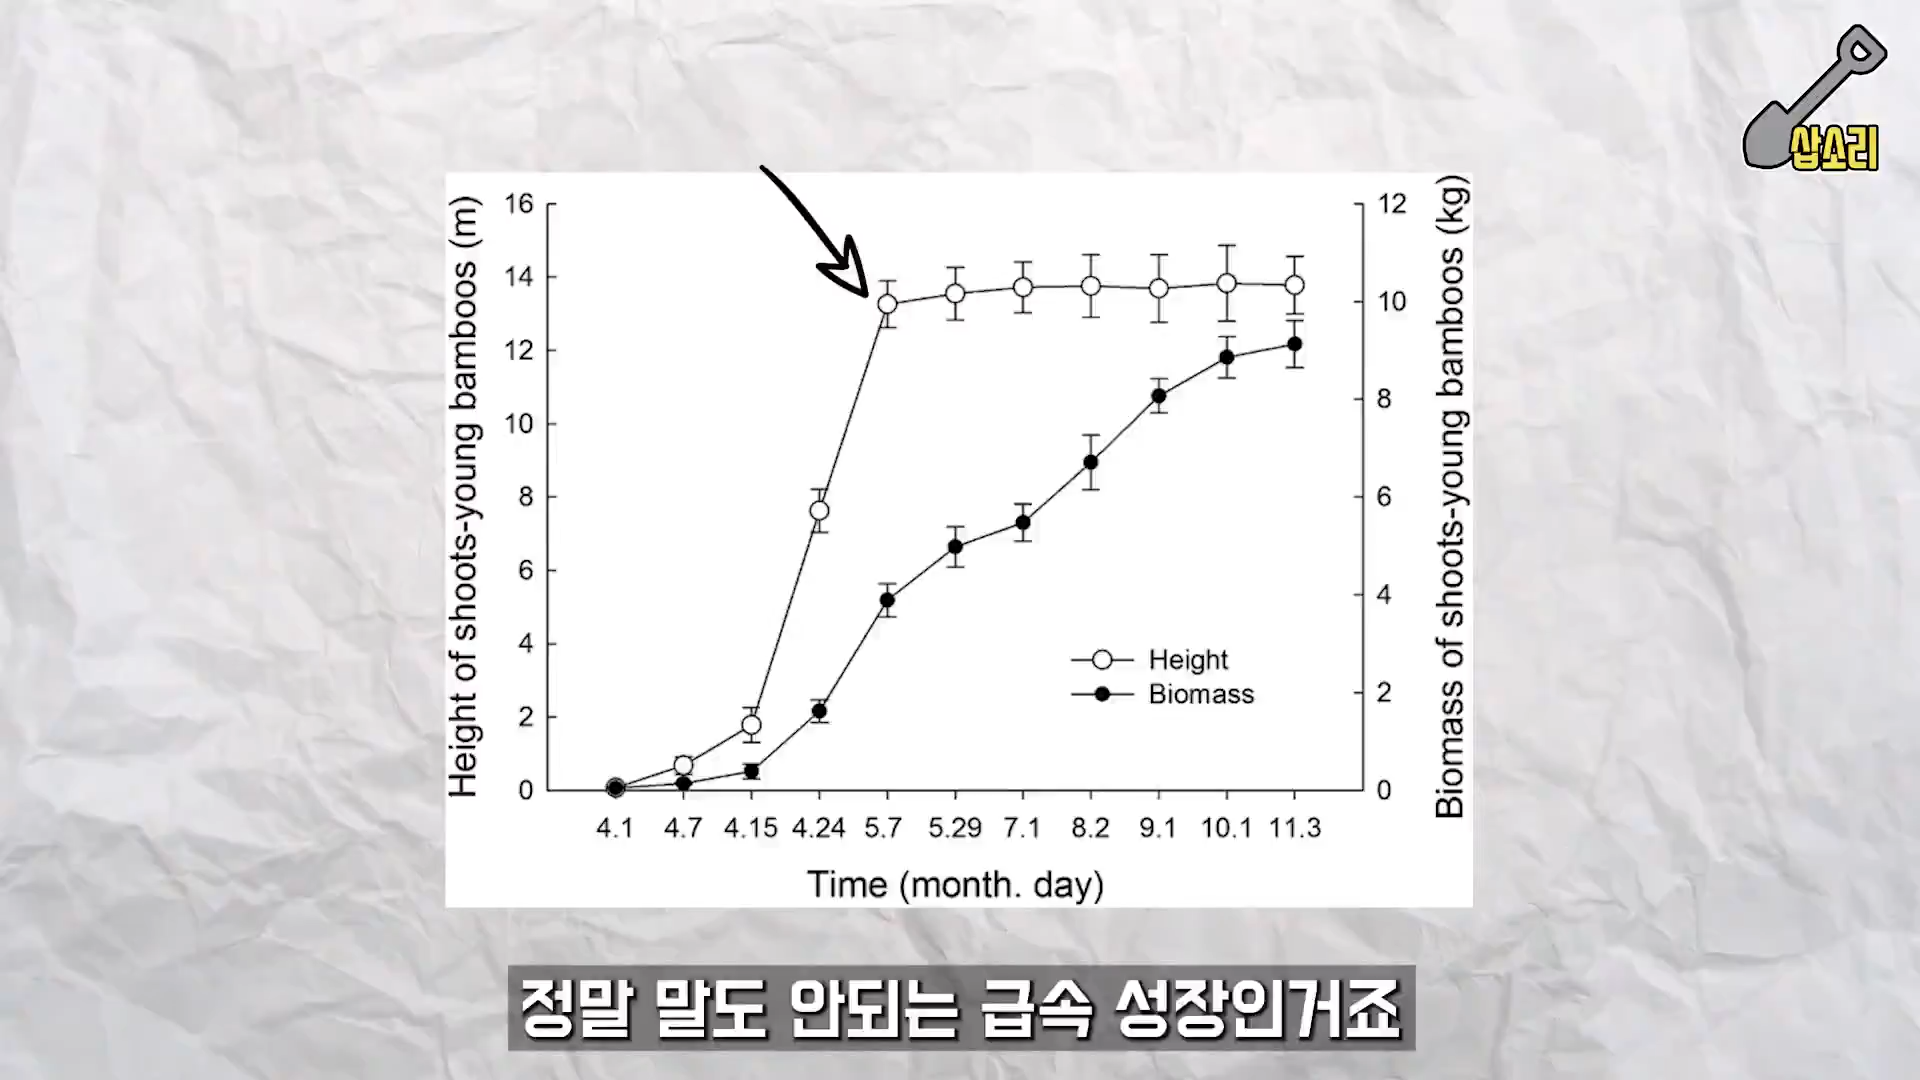 삽소리
Height of shoots-young bamboos (m)
16
14
12
10
8
6
4
2
0
12
10
8
6
4
2
0
Biomass of shoots-young bamboos (kg)
Height
Biomass
4.1 4.7 4.15 4.24 5.7 5.29 7.1 8.2 9.1 10.1 11.3
Time (month. day)
정말 말도 안되는 급속 성장인거죠